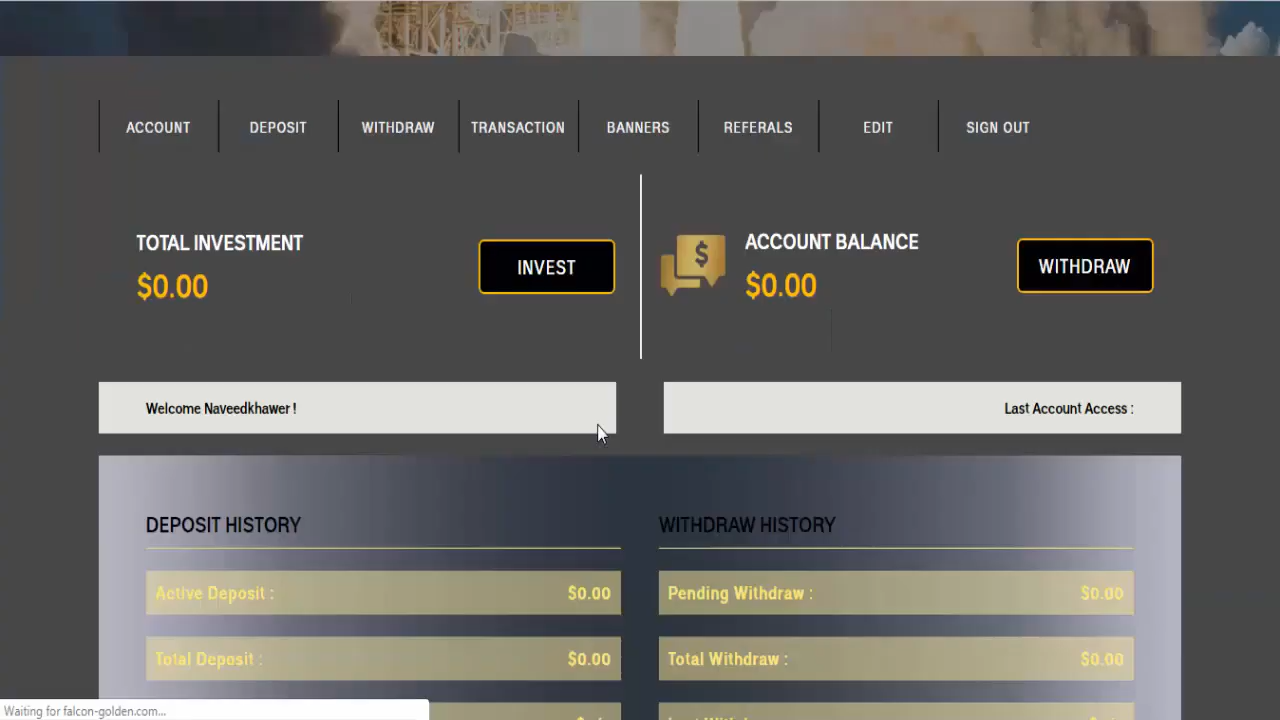 ACCOUNT DEPOSIT WITHDRAW TRANSACTION BANNERS REFERALS EDIT SIGN OUT
TOTAL INVESTMENT
$0.00
INVEST
ACCOUNT BALANCE
$0.00
WITHDRAW
Welcome Naveedkhawer !
Last Account Access :
DEPOSIT HISTORY
Active Deposit : $0.00
Total Deposit : $0.00
WITHDRAW HISTORY
Pending Withdraw : $0.00
Total Withdraw : $0.00
Waiting for falcon-golden.com...